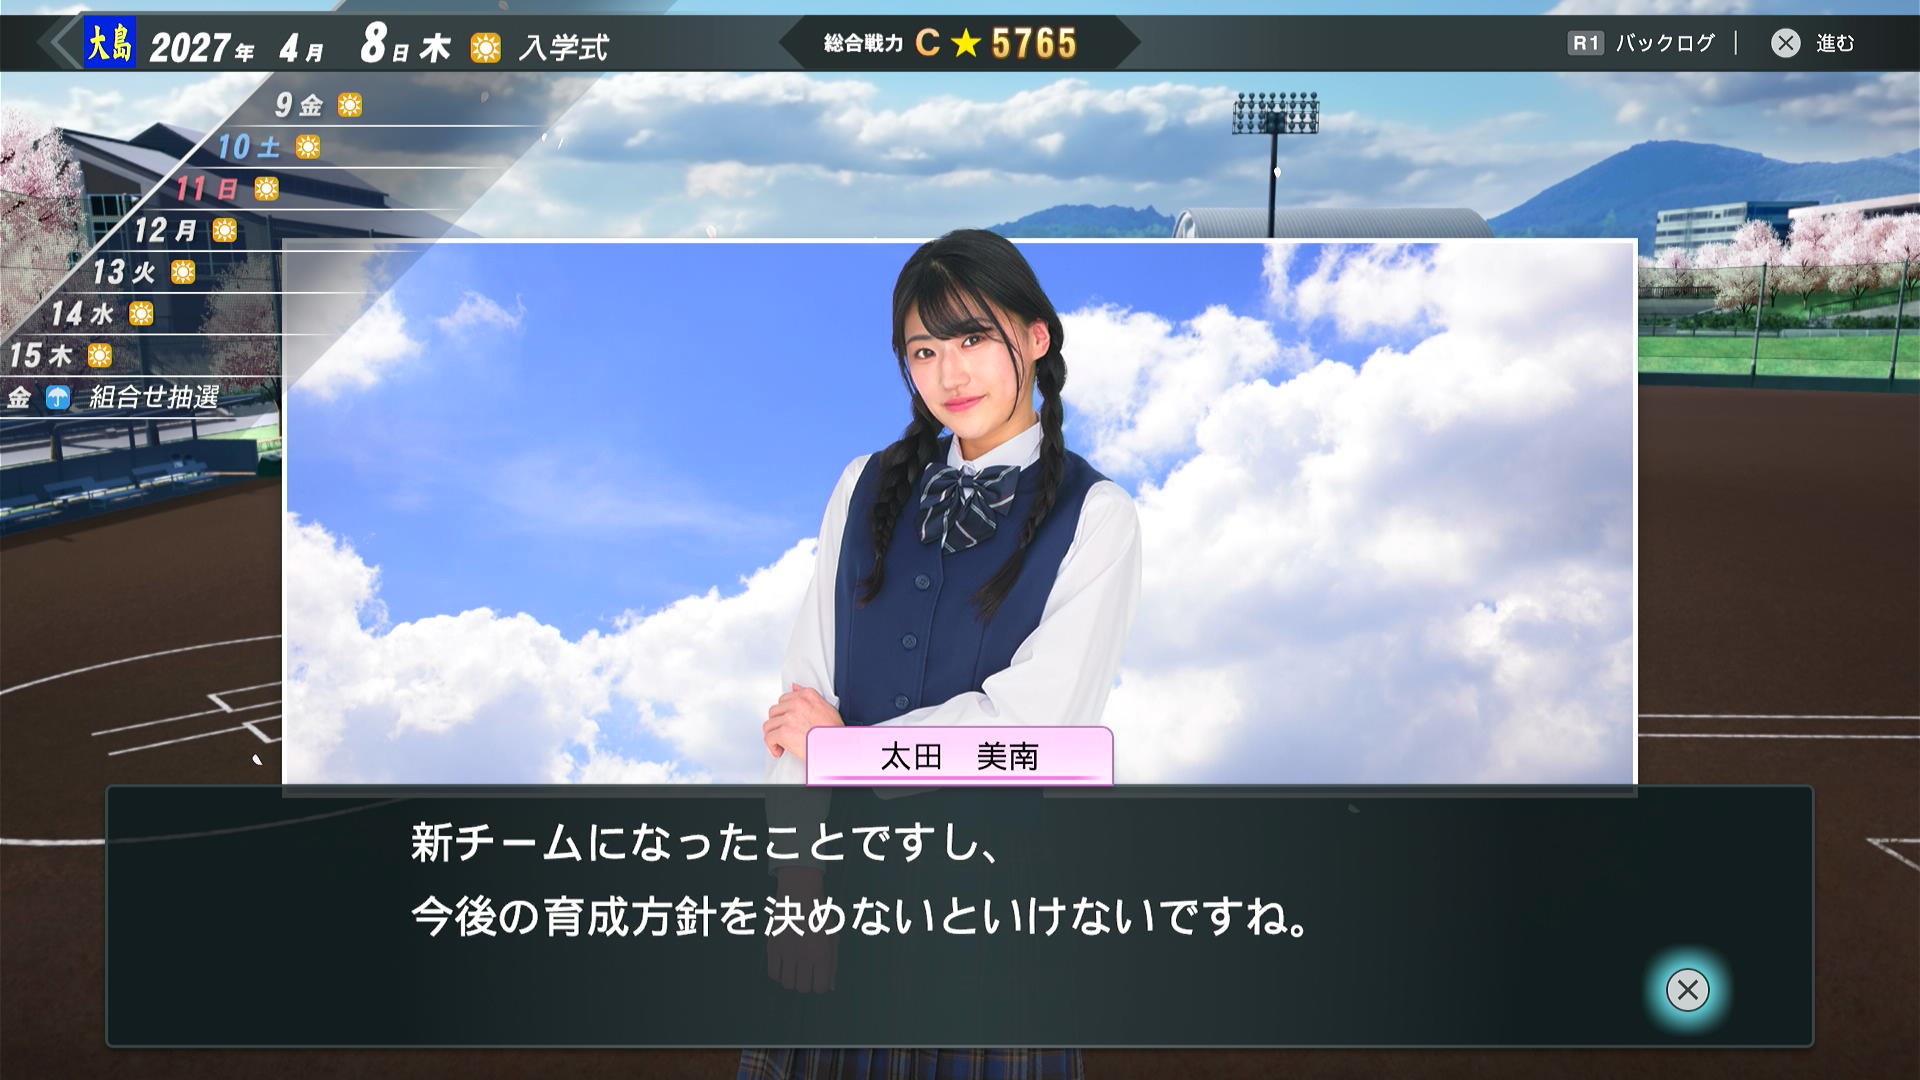 大島 2027年 4月 8日 木 入学式
総合戦力 C ★ 5765
R1 バックログ | ⊗ 進む
9 金
10 土
11 日
12 月
13 火
14 水
15 木
金 組合せ抽選
太田 美南
新チームになったことですし、
今後の育成方針を決めないといけないですね。